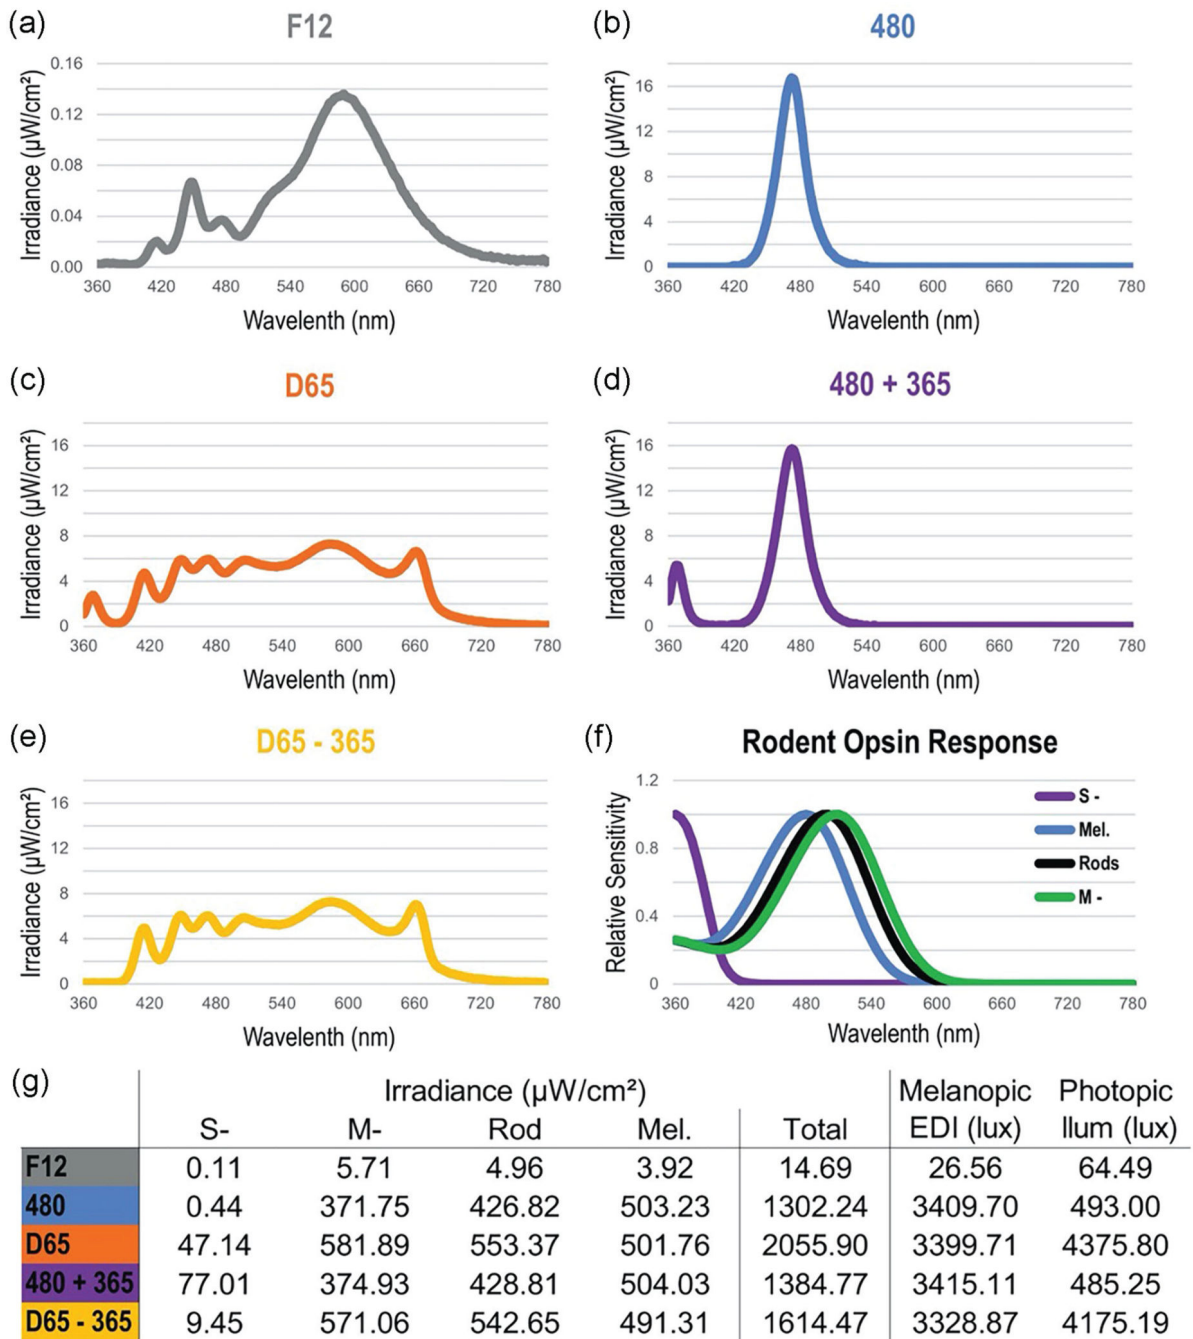 (a)
F12
Irradiance (µW/cm²)
0.16
0.12
0.08
0.04
0.00
360 420 480 540 600 660 720 780
Wavelenth (nm)
(b)
480
Irradiance (µW/cm²)
16
12
8
4
0
360 420 480 540 600 660 720 780
Wavelenth (nm)
(c)
D65
Irradiance (µW/cm²)
16
12
8
4
0
360 420 480 540 600 660 720 780
Wavelenth (nm)
(d)
480 + 365
Irradiance (µW/cm²)
16
12
8
4
0
360 420 480 540 600 660 720 780
Wavelenth (nm)
(e)
D65 - 365
Irradiance (µW/cm²)
16
12
8
4
0
360 420 480 540 600 660 720 780
Wavelenth (nm)
(f)
Rodent Opsin Response
Relative Sensitivity
1.2
0.8
0.4
0
360 420 480 540 600 660 720 780
Wavelenth (nm)
S -
Mel.
Rods
M -
(g)
Irradiance (µW/cm²) Melanopic Photopic
S- M- Rod Mel. Total EDI (lux) Ilum (lux)
F12 0.11 5.71 4.96 3.92 14.69 26.56 64.49
480 0.44 371.75 426.82 503.23 1302.24 3409.70 493.00
D65 47.14 581.89 553.37 501.76 2055.90 3399.71 4375.80
480 + 365 77.01 374.93 428.81 504.03 1384.77 3415.11 485.25
D65 - 365 9.45 571.06 542.65 491.31 1614.47 3328.87 4175.19